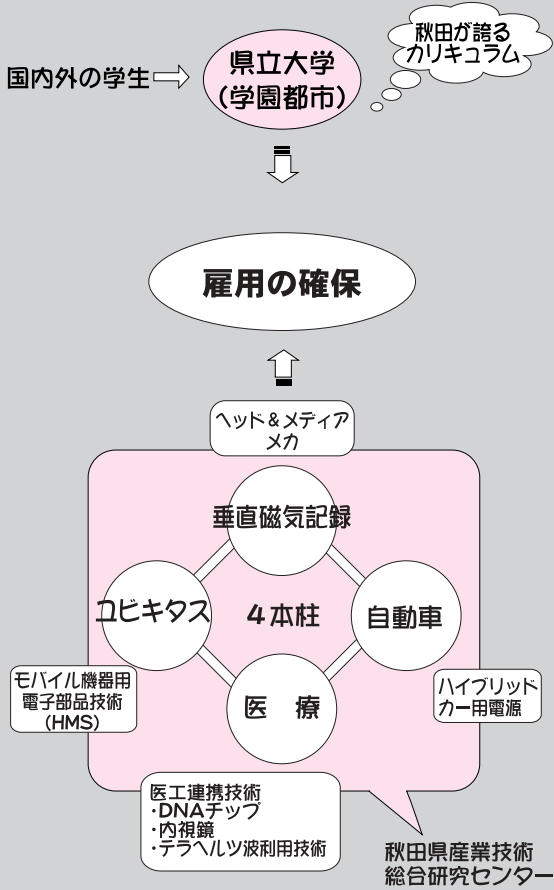 秋田が誇る
カリキュラム
国内外の学生
県立大学
(学園都市)
雇用の確保
ヘッド＆メディア
メカ
垂直磁気記録
ユビキタス
4本柱
自動車
医　療
モバイル機器用
電子部品技術
(HMS)
ハイブリッド
カー用電源
医工連携技術
・DNAチップ
・内視鏡
・テラヘルツ波利用技術
秋田県産業技術
総合研究センター